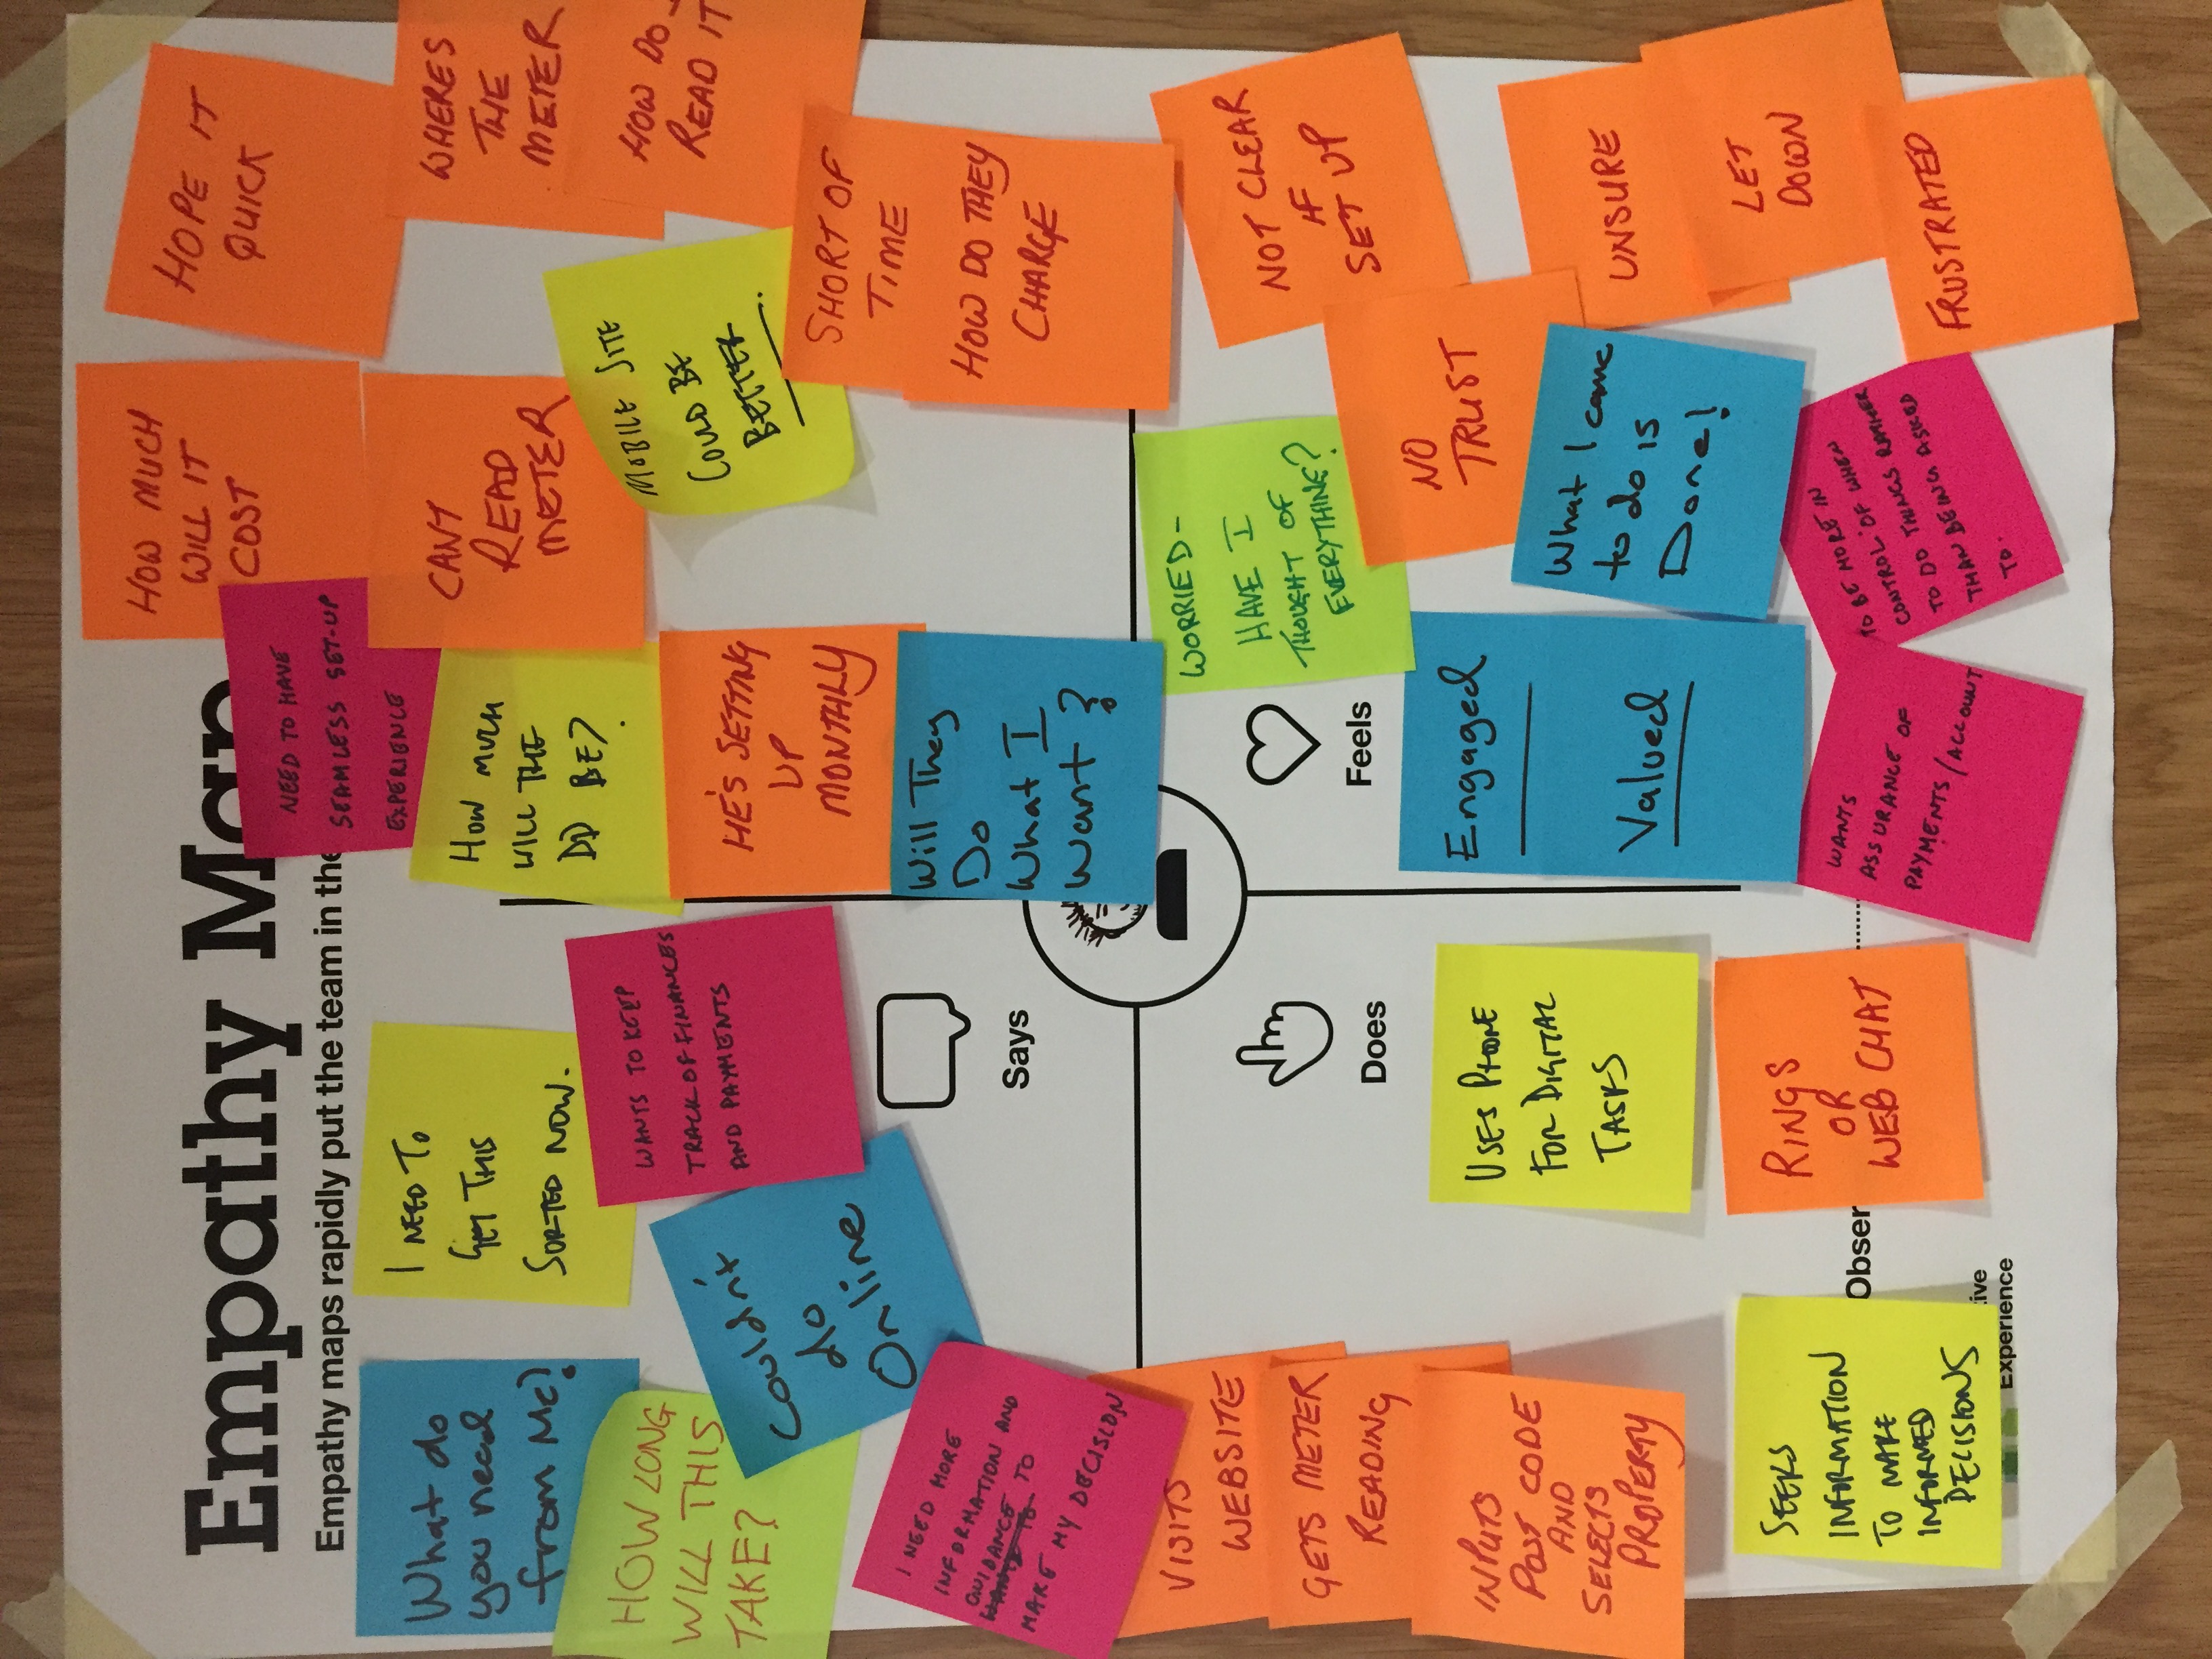 Empathy Map
Empathy maps rapidly put the team in the
HOW MUCH
WILL IT
COST
HOPE IT
QUICK
NEED TO HAVE
SEAMLESS SET-UP
EXPERIENCE
What do
you need
from Me?
I NEED TO
GET THIS
SORTED NOW.
HOW MUCH
WILL THE
DD BE?
CANT
READ
METER
WHERES
THE
METER
HOW LONG
WILL THIS
TAKE?
Couldn't
do
Online
WANTS TO KEEP
TRACK OF FINANCES
AND PAYMENTS
HE'S SETTING
UP
MONTHLY
MOBILE SITE
COULD BE
BETTER.
HOW DO
READ IT
SHORT OF
TIME
HOW DO THEY
CHARGE
I NEED MORE
INFORMATION AND
GUIDANCE TO
MAKE MY DECISION
Says
Will They
Do
What I
Want?
VISITS
WEBSITE
GETS METER
READING
INPUTS
POST CODE
AND
SELECTS
PROPERTY
Does
USES PHONE
FOR DIGITAL
TASKS
SEEKS
INFORMATION
TO MAKE
INFORMED
DECISIONS
Obser
RINGS
OR
WEB CHAT
ive
Experience
Feels
WORRIED-
HAVE I
THOUGHT OF
EVERYTHING?
NOT CLEAR
IF
SET UP
NO
TRUST
Engaged
Valued
What I came
to do is
Done!
UNSURE
LET
DOWN
WANTS
ASSURANCE OF
PAYMENTS/ACCOUNT
TO BE MORE IN
CONTROL OF WHEN
TO DO THINGS RATHER
THAN BEING ASKED
TO.
FRUSTRATED